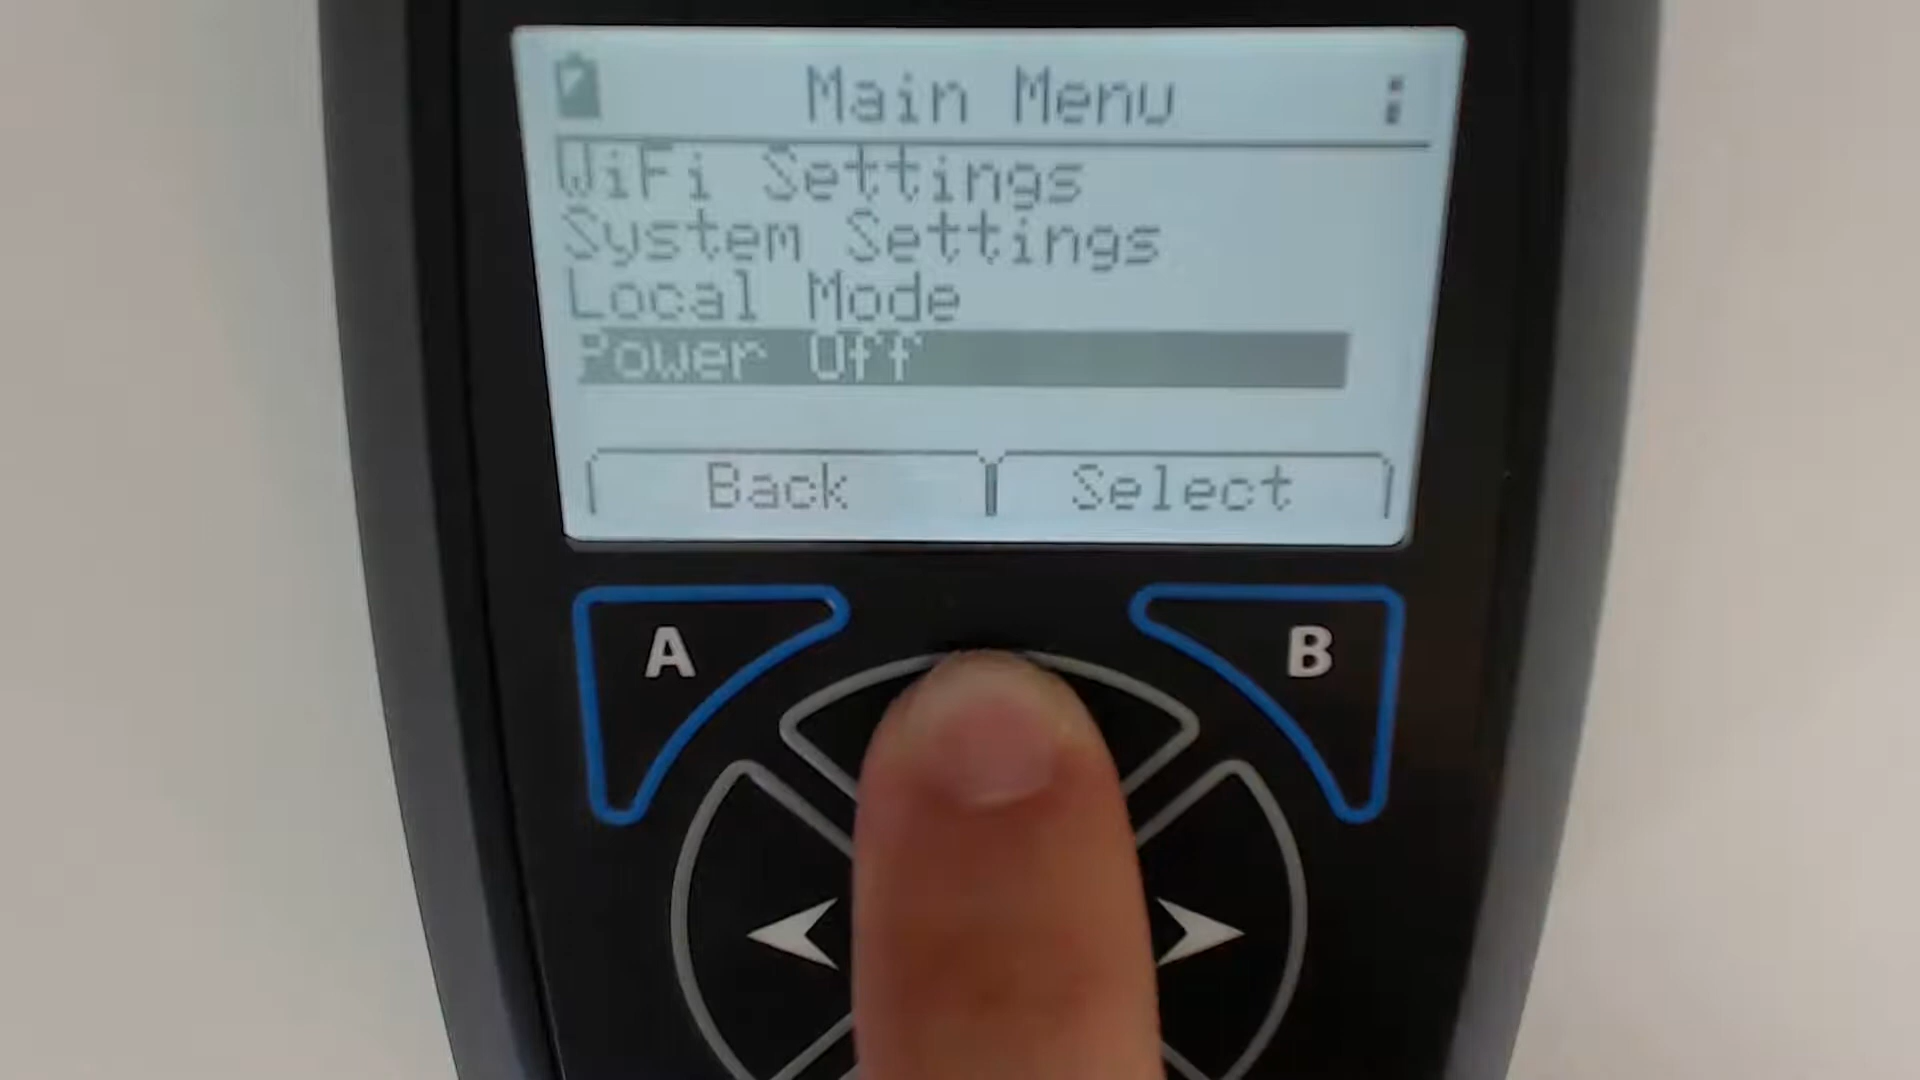 Main Menu
WiFi Settings
System Settings
Local Mode
Power Off
Back Select
A B